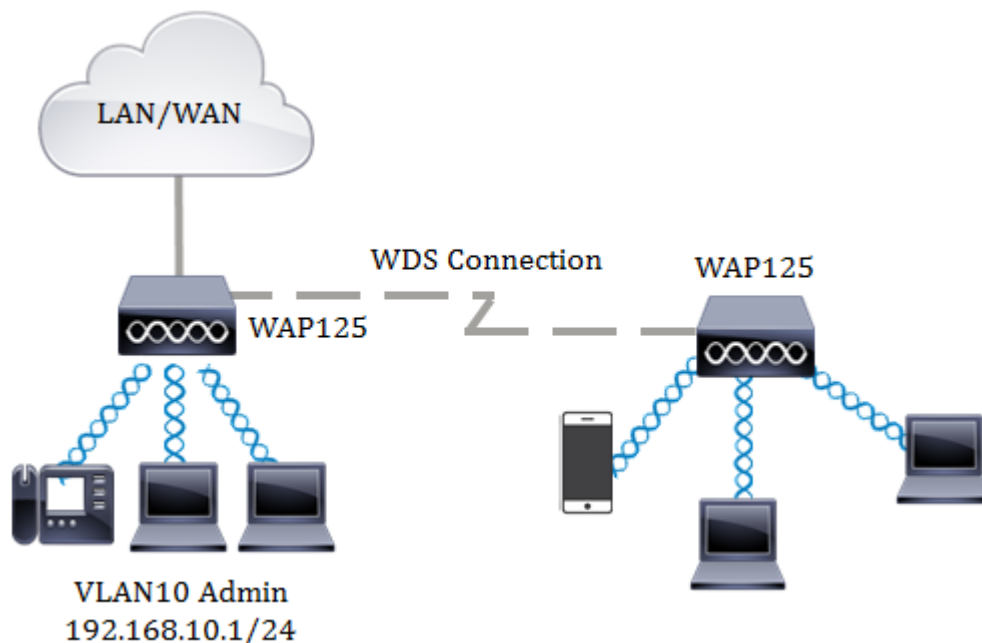 LAN/WAN
WDS Connection
WAP125
WAP125
VLAN10 Admin
192.168.10.1/24